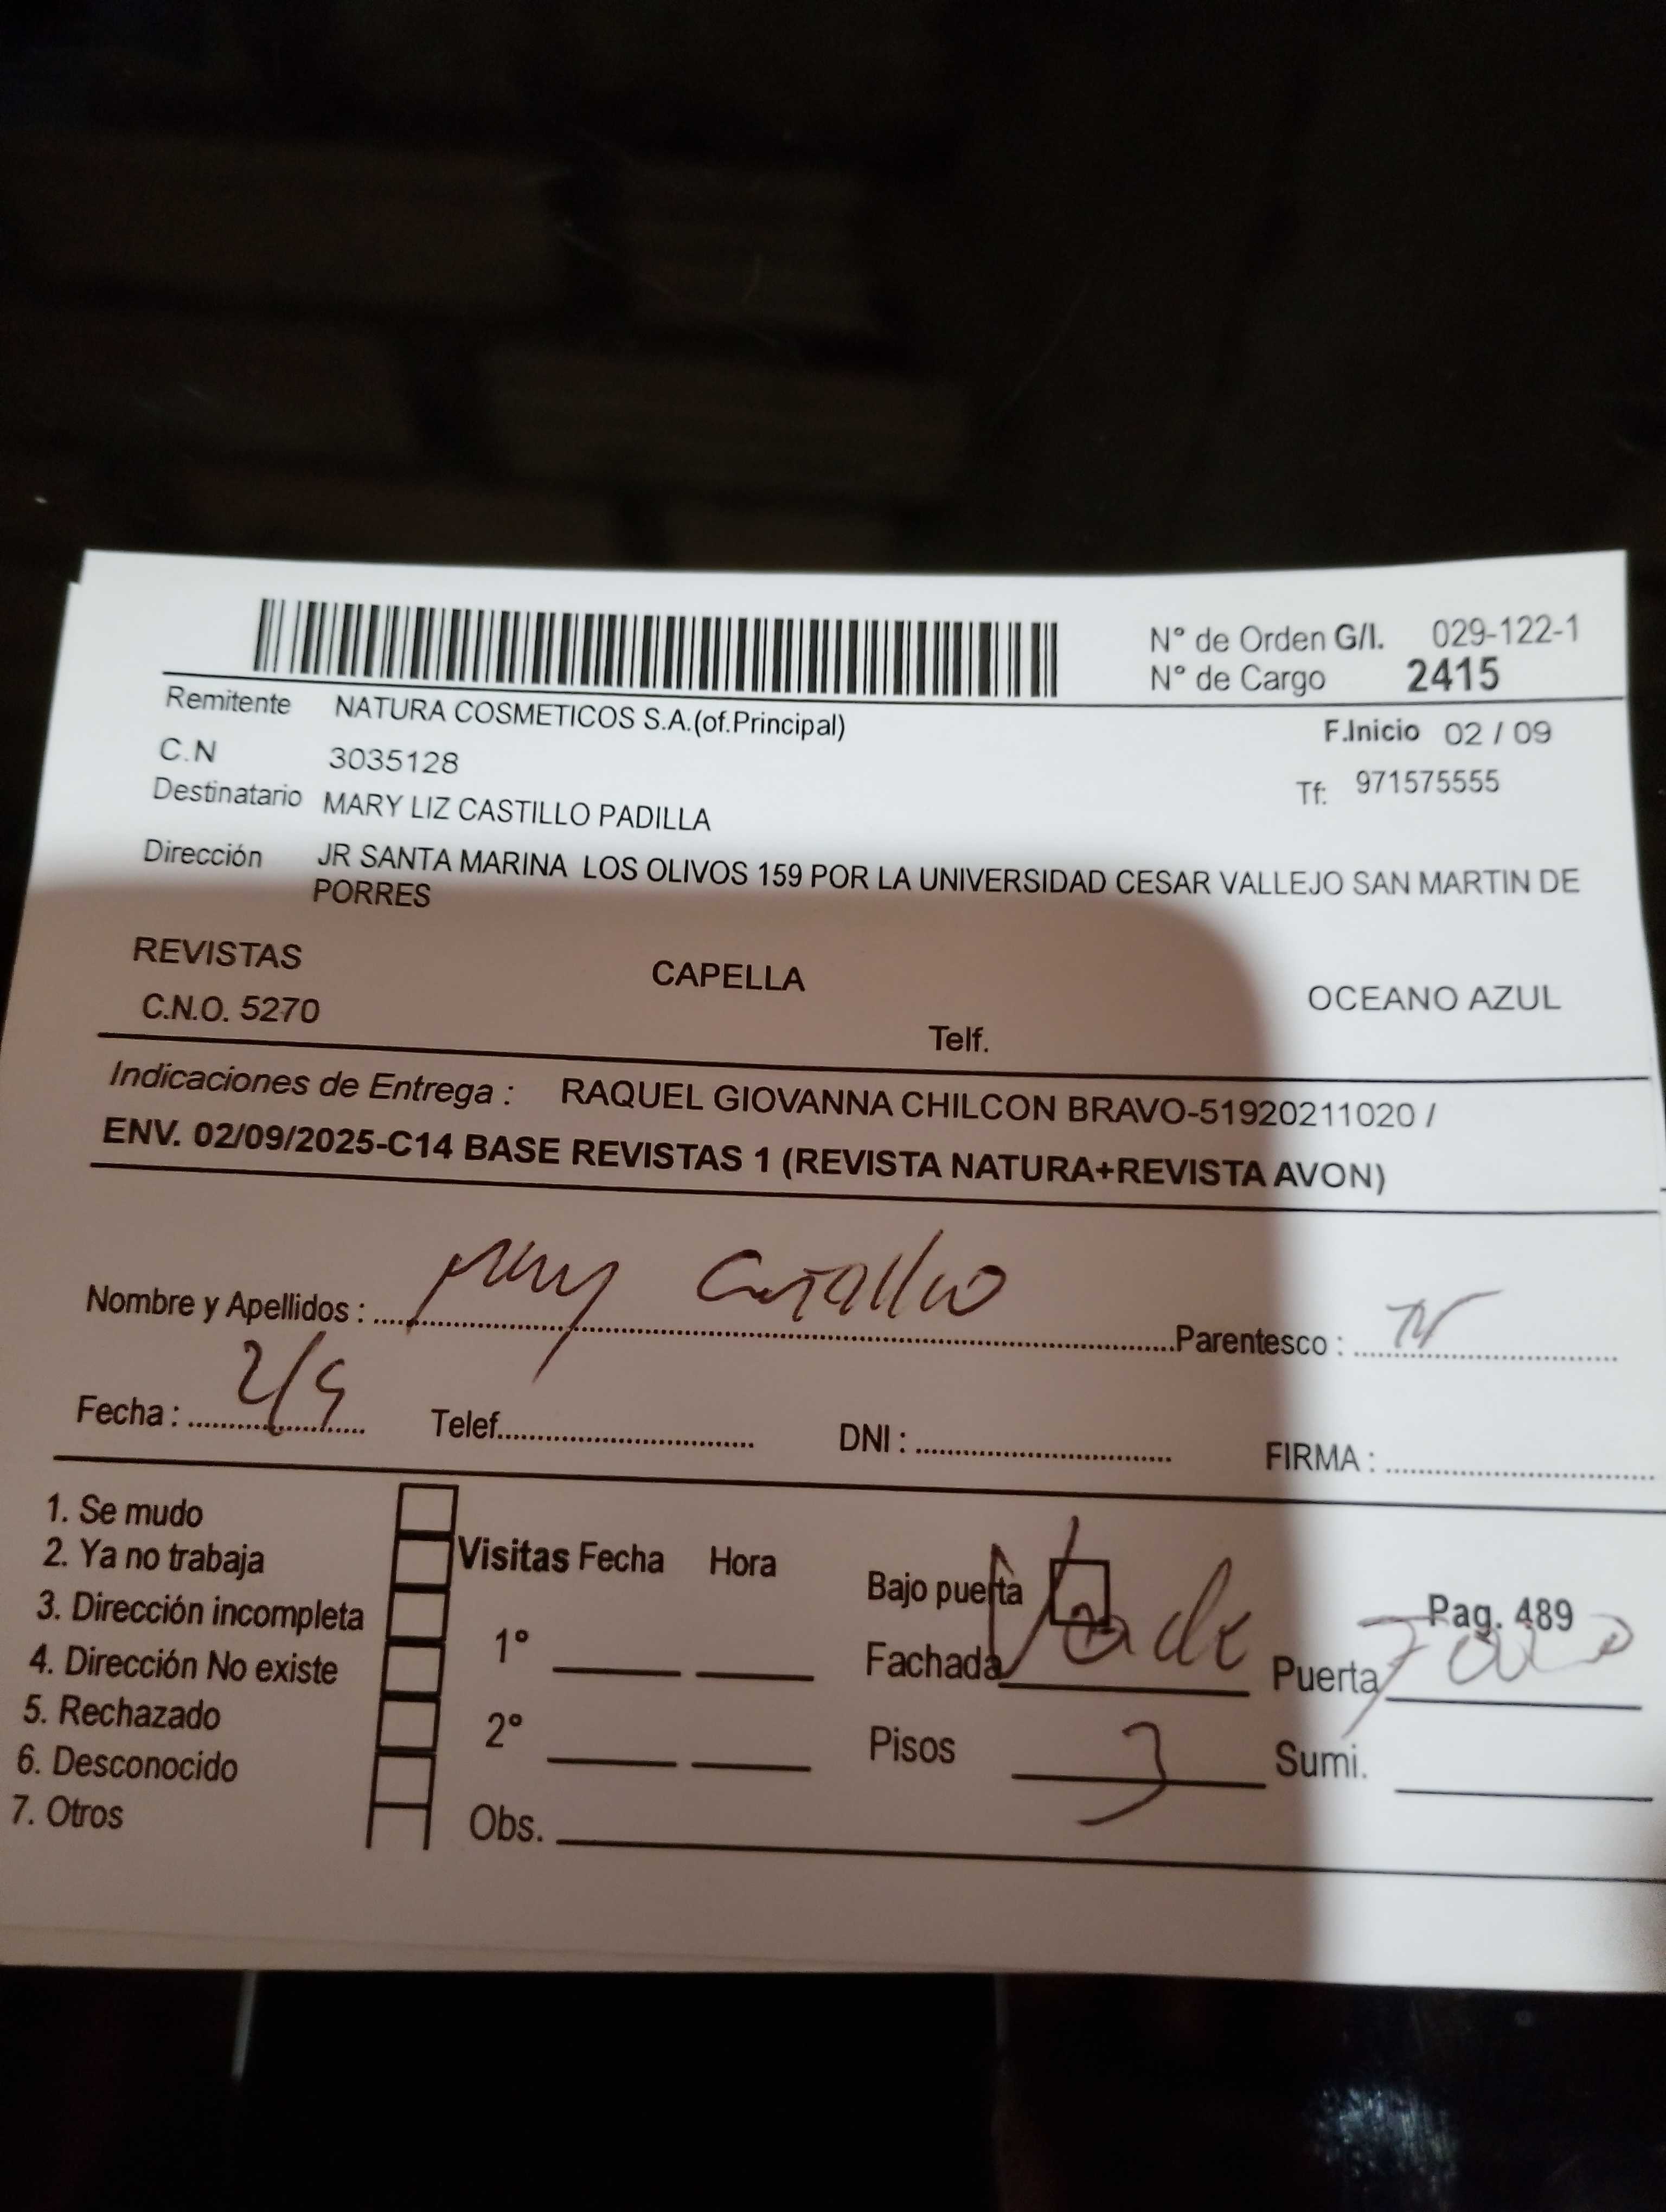 N° de Orden G/I. 029-122-1
N° de Cargo 2415
Remitente NATURA COSMETICOS S.A.(of.Principal)
F.Inicio 02 / 09
C.N 3035128
Tf: 971575555
Destinatario MARY LIZ CASTILLO PADILLA
Dirección JR SANTA MARINA LOS OLIVOS 159 POR LA UNIVERSIDAD CESAR VALLEJO SAN MARTIN DE
PORRES
REVISTAS CAPELLA OCEANO AZUL
C.N.O. 5270 Telf.
Indicaciones de Entrega : RAQUEL GIOVANNA CHILCON BRAVO-51920211020 /
ENV. 02/09/2025-C14 BASE REVISTAS 1 (REVISTA NATURA+REVISTA AVON)
Nombre y Apellidos : Mary Castillo Parentesco :
Fecha : 2/9 Telef. DNI : FIRMA :
1. Se mudo
2. Ya no trabaja
3. Dirección incompleta
4. Dirección No existe
5. Rechazado
6. Desconocido
7. Otros
Visitas Fecha Hora
1°
2°
Obs.
Bajo puerta
Pag. 489
Fachada Puerta
Pisos 3 Sumi.